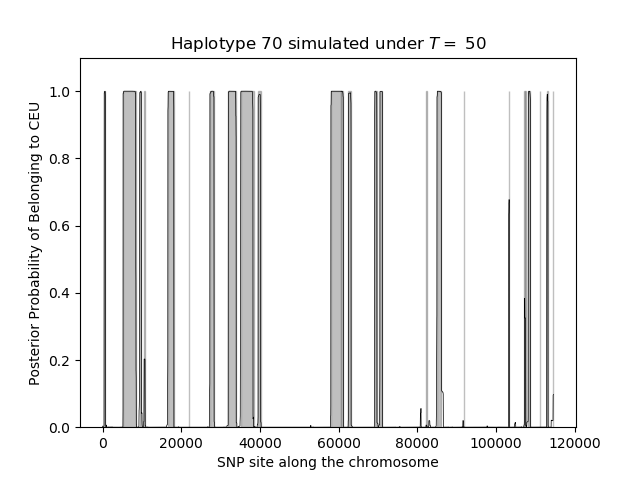 Haplotype 70 simulated under T = 50
Posterior Probability of Belonging to CEU
1.0
0.8
0.6
0.4
0.2
0.0
0 20000 40000 60000 80000 100000 120000
SNP site along the chromosome